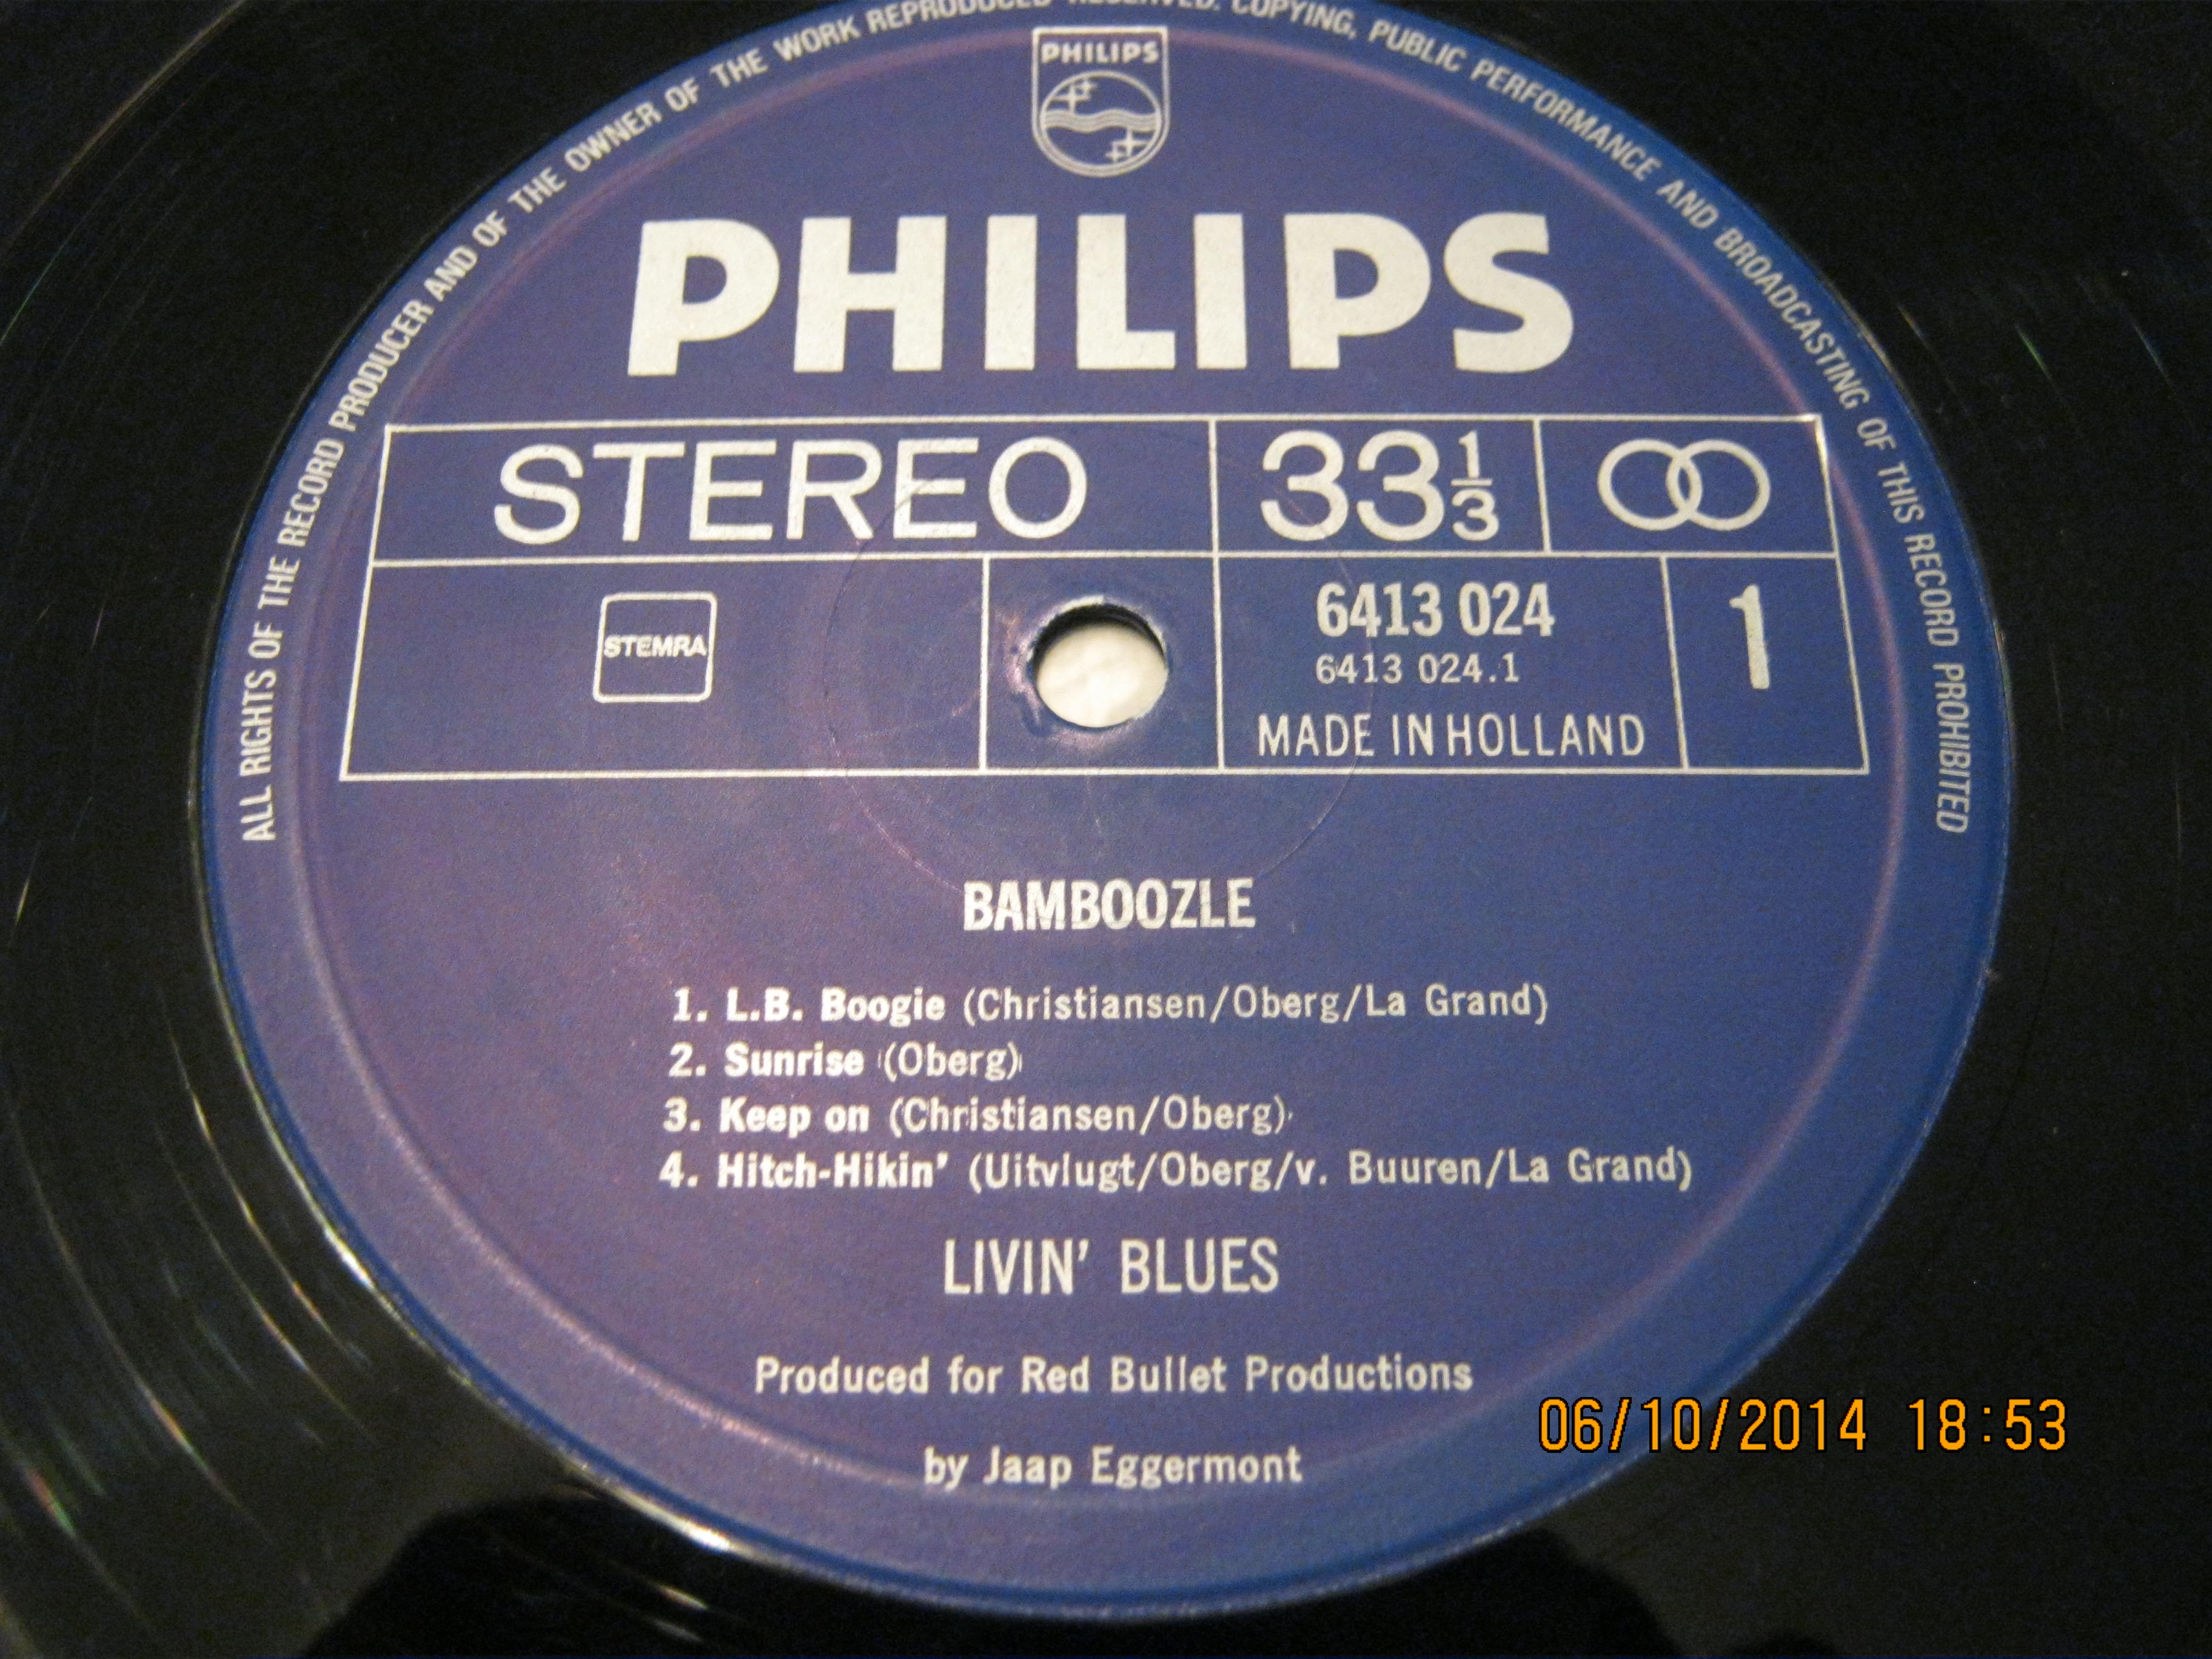 ALL RIGHTS OF THE RECORD PRODUCER AND OF THE OWNER OF THE WORK REPRODUCED RESERVED. COPYING, PUBLIC PERFORMANCE AND BROADCASTING OF THIS RECORD PROHIBITED
PHILIPS
PHILIPS
STEREO 33 1/3
STEMRA
6413 024 1
6413 024.1
MADE IN HOLLAND
BAMBOOZLE
1. L.B. Boogie (Christiansen/Oberg/La Grand)
2. Sunrise (Oberg)
3. Keep on (Christiansen/Oberg)
4. Hitch-Hikin' (Uitvlugt/Oberg/v. Buuren/La Grand)
LIVIN' BLUES
Produced for Red Bullet Productions
by Jaap Eggermont
06/10/2014 18:53